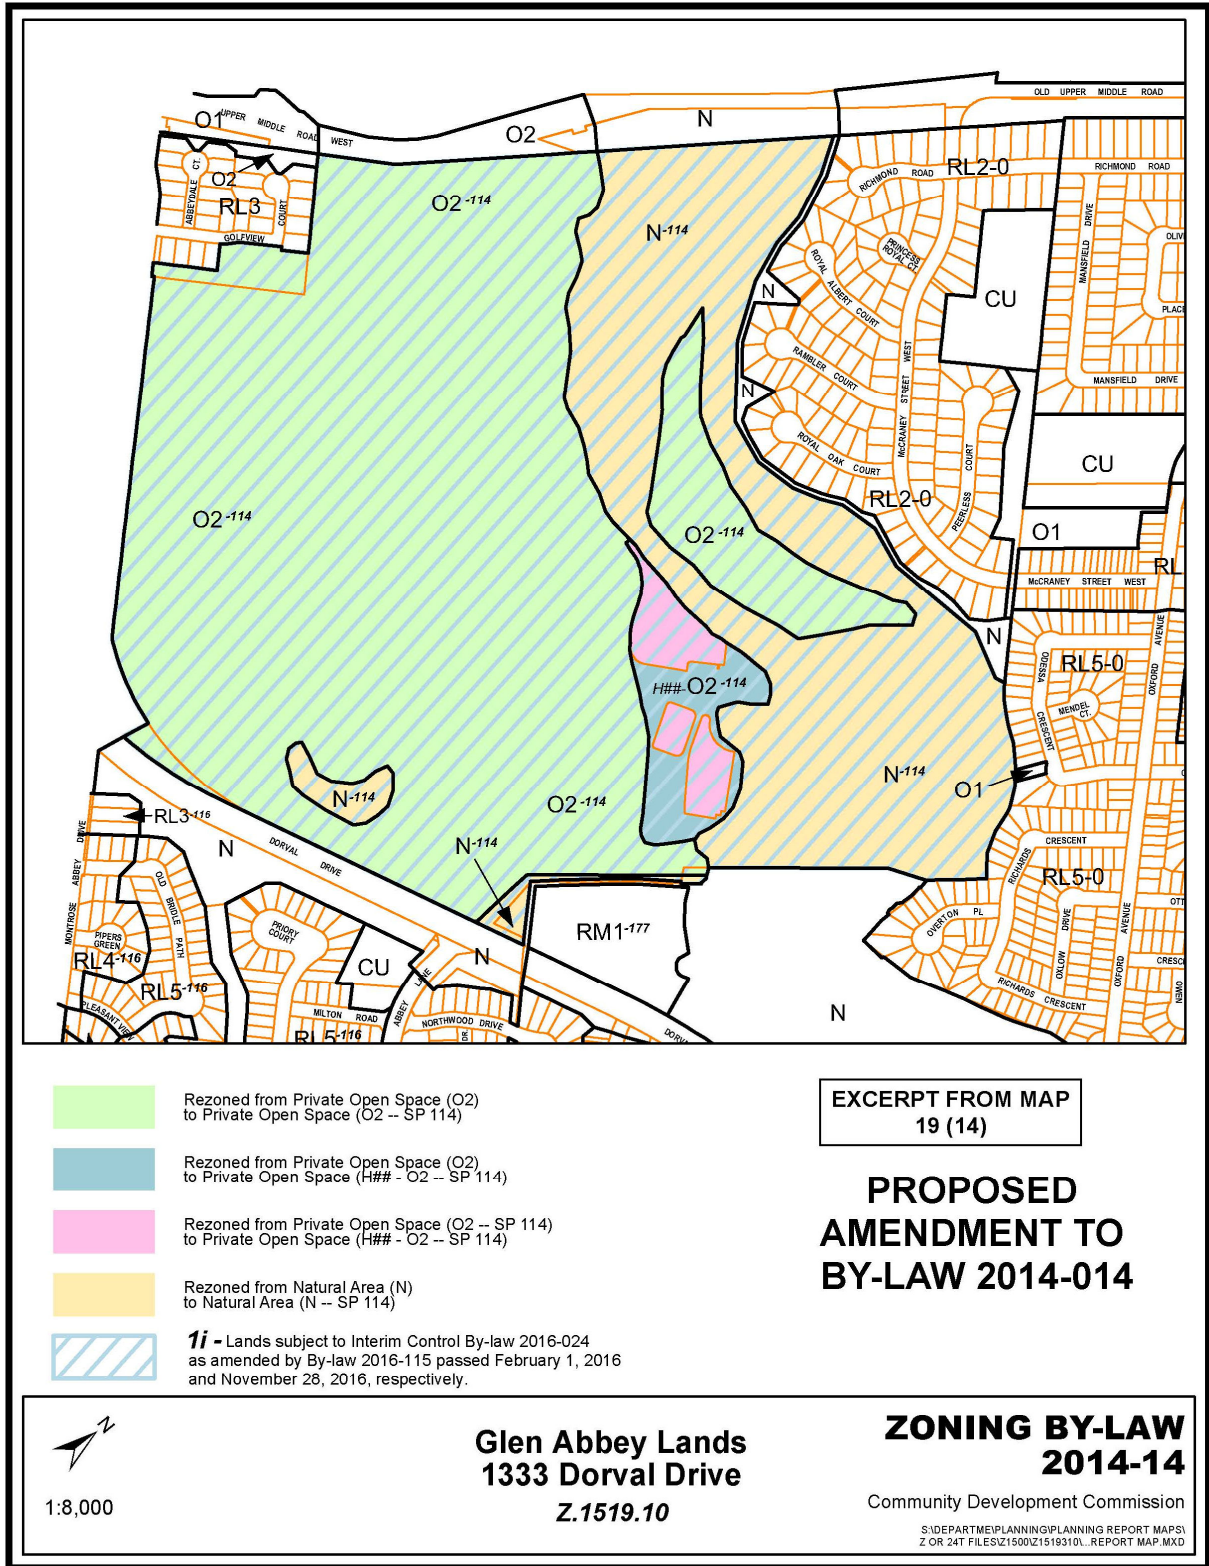 OLD UPPER MIDDLE ROAD
O1
UPPER MIDDLE ROAD WEST
O2
N
O2
ABBEYDALE CT.
RL3
COURT
GOLFVIEW
O2-114
N-114
RICHMOND ROAD
RL2-0
RICHMOND ROAD
PRINCESS
ROYAL CT.
ROYAL ALBERT COURT
MANSFIELD DRIVE
CU
N
PLACE
RAMBLER COURT
McCRANEY STREET WEST
MANSFIELD DRIVE
N
ROYAL OAK COURT
PEERLESS COURT
CU
RL2-0
O2-114
O2-114
O1
RL
McCRANEY STREET WEST
N
ODESSA CRESCENT
RL5-0
AVENUE
OXFORD
MENDEL
CT.
H##-O2-114
N-114
O1
N-114
O2-114
RL3-116
N
DORVAL DRIVE
N-114
MONTROSE ABBEY DRIVE
OLD BRIDLE PATH
PIPERS
GREEN
RL4-116
RL5-116
PLEASANT VIEW
PRIORY
COURT
CU
ABBEY LANE
N
RM1-177
MILTON ROAD
RL5-116
NORTHWOOD DRIVE
DR.
N
RICHARDS CRESCENT
RL5-0
OVERTON PL
OXLOW DRIVE
OXFORD AVENUE
RICHARDS CRESCENT
OWEN
Rezoned from Private Open Space (O2)
to Private Open Space (O2 -- SP 114)
Rezoned from Private Open Space (O2)
to Private Open Space (H## - O2 -- SP 114)
Rezoned from Private Open Space (O2 -- SP 114)
to Private Open Space (H## - O2 -- SP 114)
Rezoned from Natural Area (N)
to Natural Area (N -- SP 114)
1i - Lands subject to Interim Control By-law 2016-024
as amended by By-law 2016-115 passed February 1, 2016
and November 28, 2016, respectively.
EXCERPT FROM MAP
19 (14)
PROPOSED
AMENDMENT TO
BY-LAW 2014-014
N
1:8,000
Glen Abbey Lands
1333 Dorval Drive
Z.1519.10
ZONING BY-LAW
2014-14
Community Development Commission
S:\DEPARTME\PLANNING\PLANNING REPORT MAPS\
Z OR 24T FILES\Z1500\Z1519310\...REPORT MAP.MXD